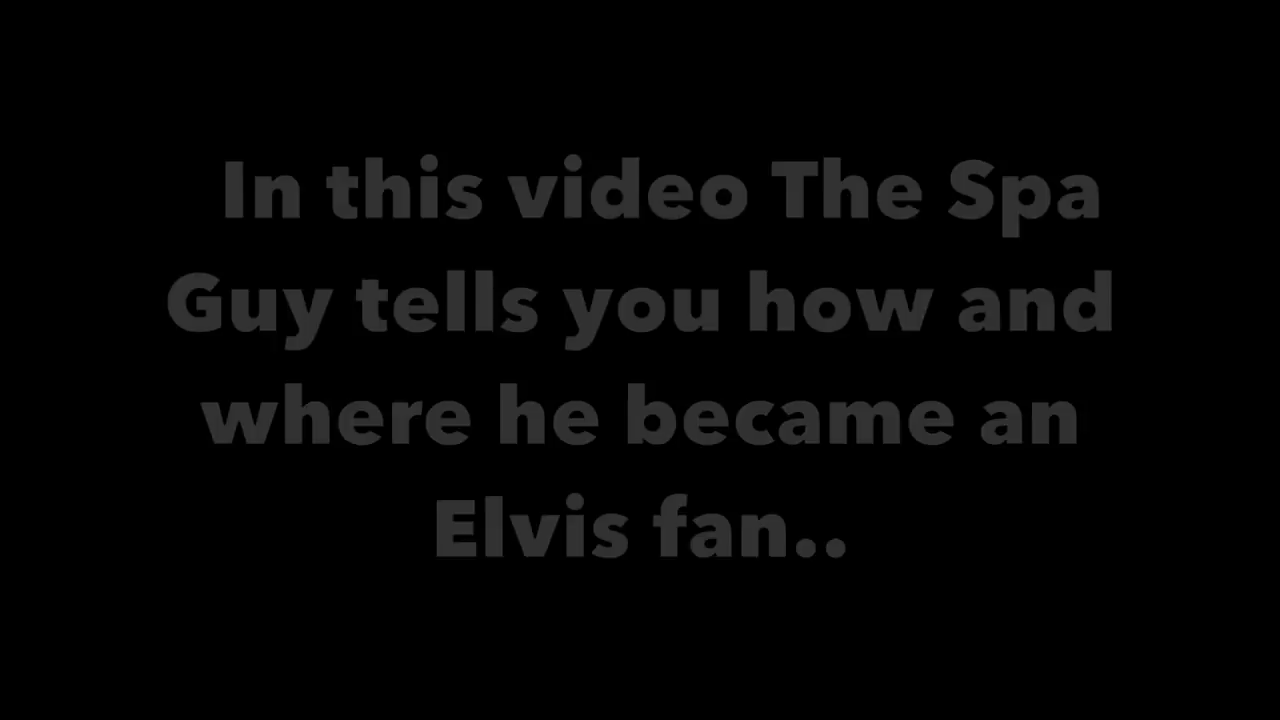 In this video The Spa
Guy tells you how and
where he became an
Elvis fan..